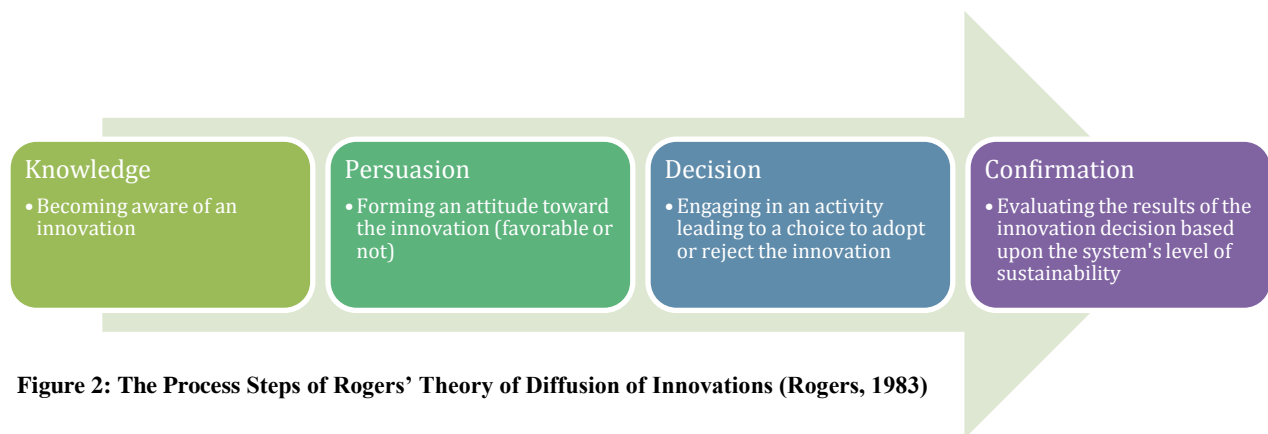 Knowledge
• Becoming aware of an
innovation
Persuasion
• Forming an attitude toward
the innovation (favorable or
not)
Decision
• Engaging in an activity
leading to a choice to adopt
or reject the innovation
Confirmation
• Evaluating the results of the
innovation decision based
upon the system's level of
sustainability
Figure 2: The Process Steps of Rogers’ Theory of Diffusion of Innovations (Rogers, 1983)